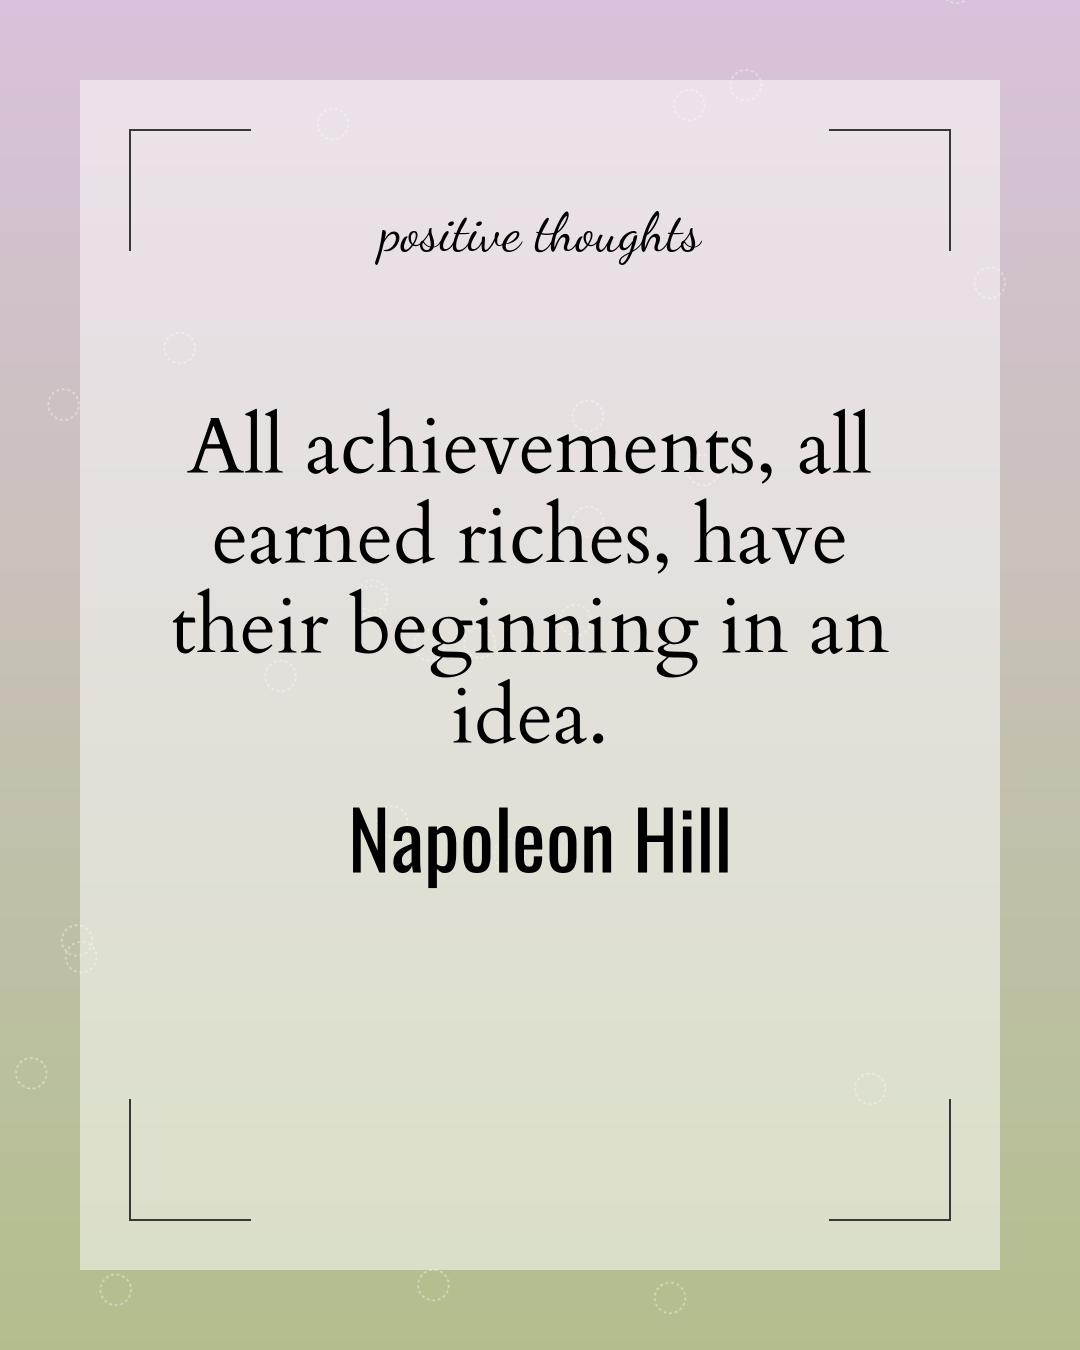 positive thoughts
All achievements, all
earned riches, have
their beginning in an
idea.
Napoleon Hill